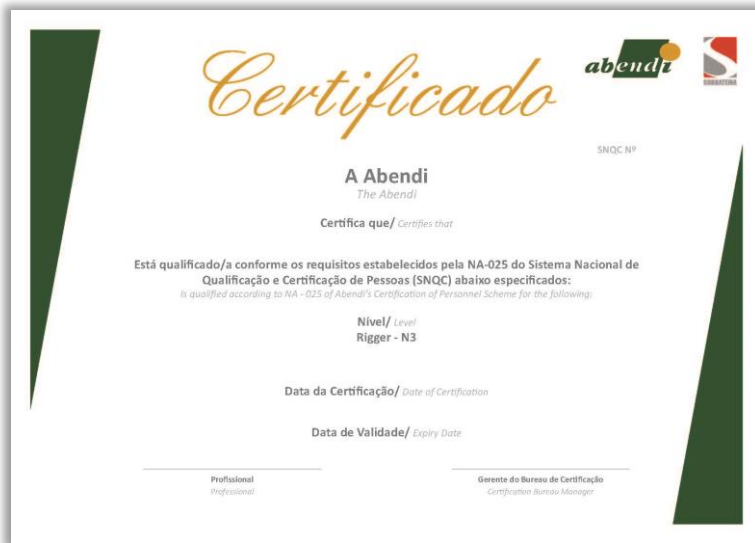 Certificado
abendi
SOBRATEMA
SNQC Nº
A Abendi
The Abendi
Certifica que/ Certifies that
Está qualificado/a conforme os requisitos estabelecidos pela NA-025 do Sistema Nacional de
Qualificação e Certificação de Pessoas (SNQC) abaixo especificados:
Is qualified according to NA - 025 of Abendi's Certification of Personnel Scheme for the following:
Nível/ Level
Rigger - N3
Data da Certificação/ Date of Certification
Data de Validade/ Expiry Date
Profissional
Professional
Gerente do Bureau de Certificação
Certification Bureau Manager